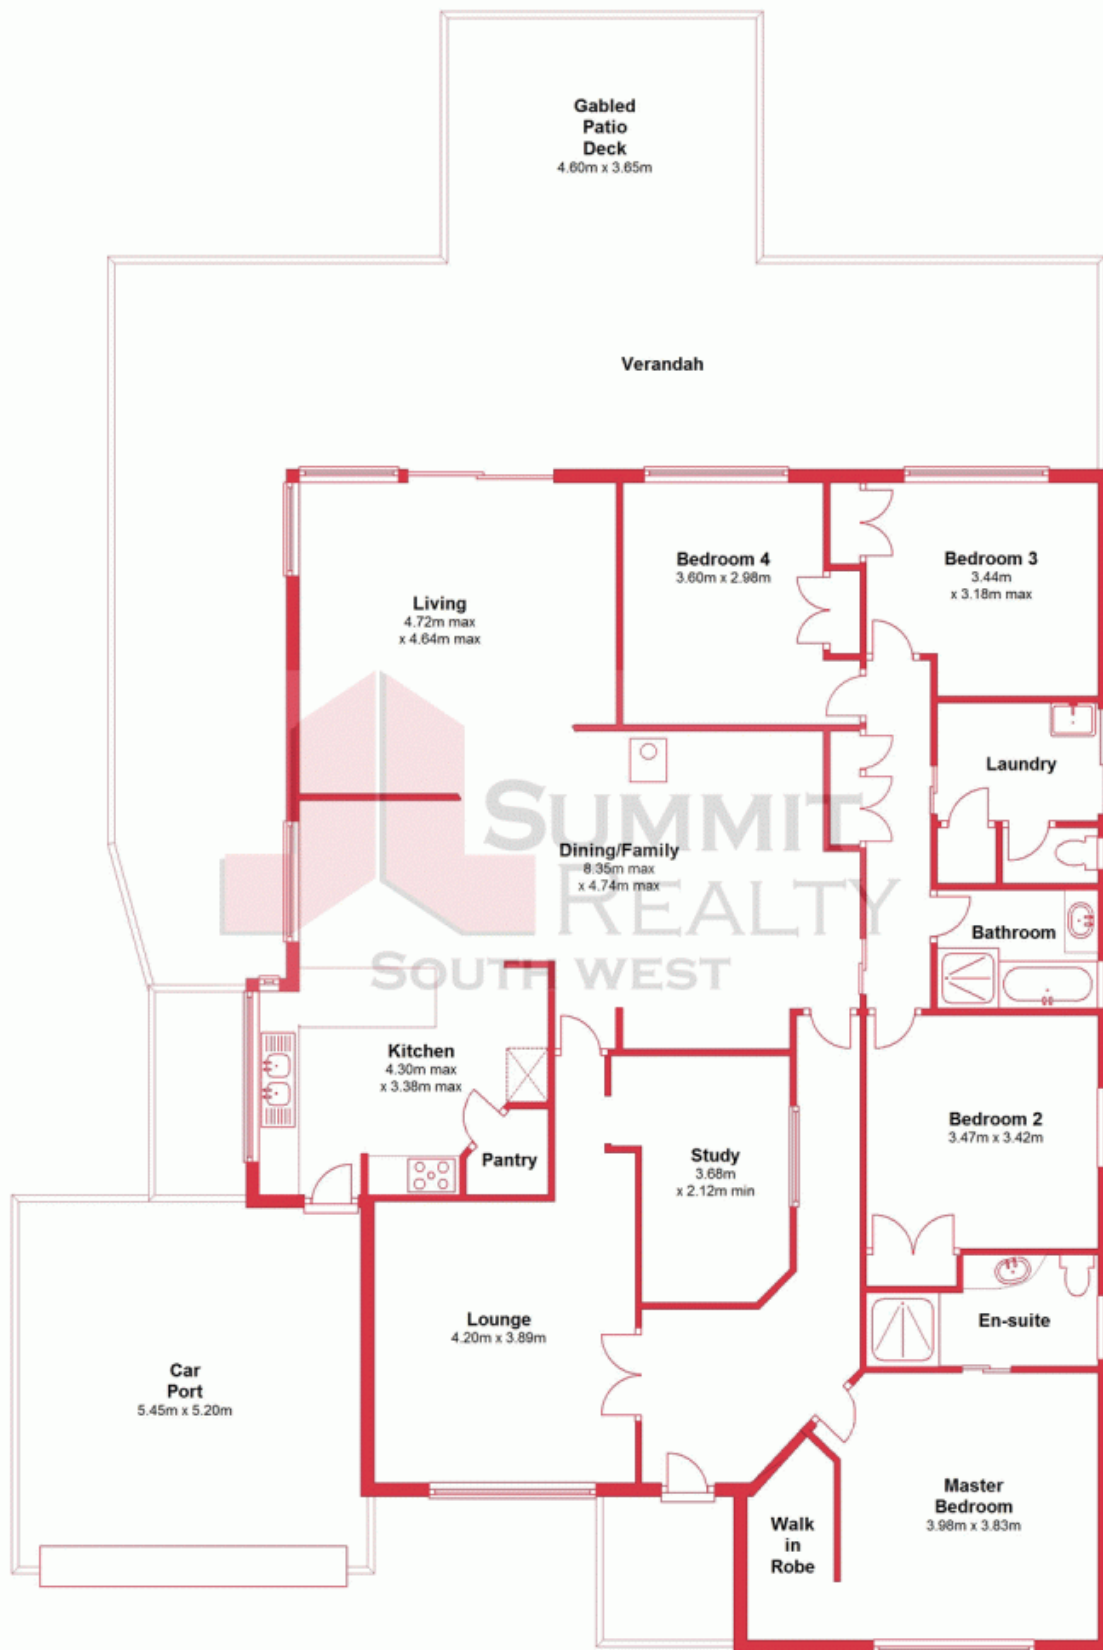 Gabled
Patio
Deck
4.60m x 3.65m
Verandah
Bedroom 4
3.60m x 2.98m
Bedroom 3
3.44m
x 3.18m max
Living
4.72m max
x 4.64m max
Laundry
SUMMIT
REALTY
SOUTH WEST
Dining/Family
8.35m max
x 4.74m max
Bathroom
Kitchen
4.30m max
x 3.38m max
Pantry
Study
3.68m
x 2.12m min
Bedroom 2
3.47m x 3.42m
Lounge
4.20m x 3.89m
En-suite
Car
Port
5.45m x 5.20m
Walk
in
Robe
Master
Bedroom
3.98m x 3.83m